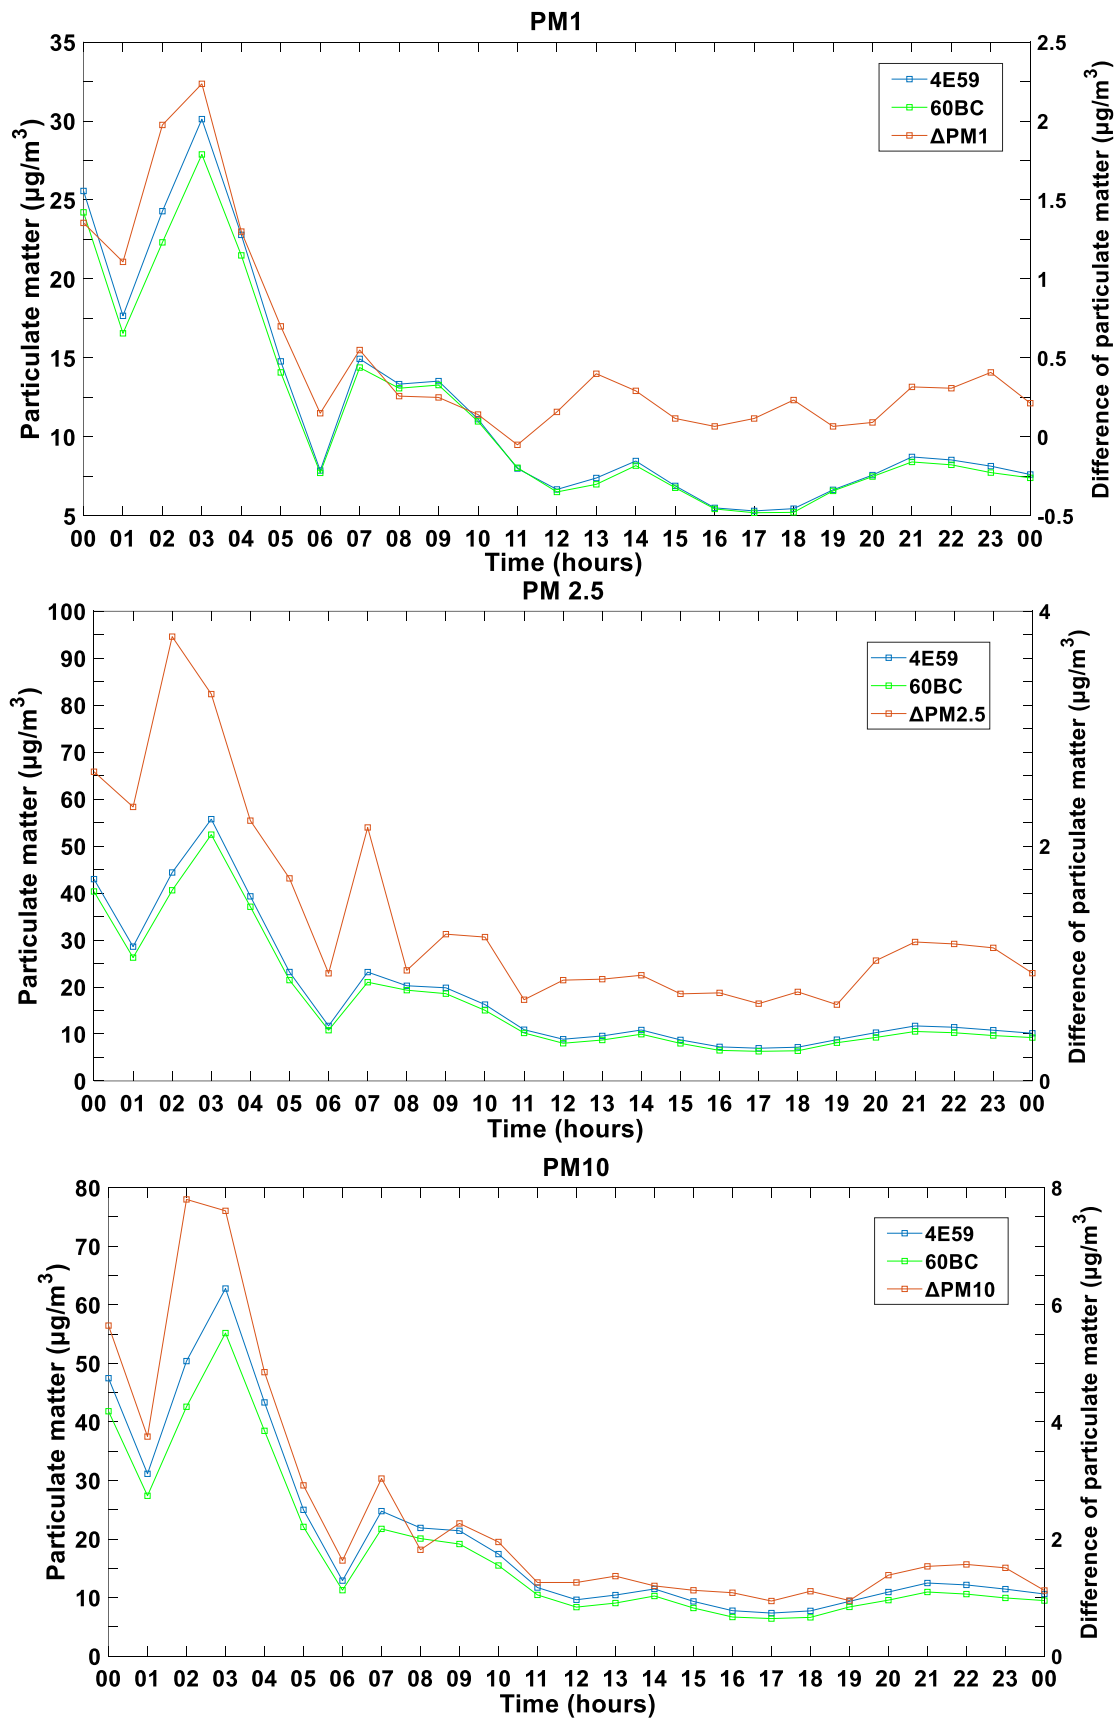 PM1
35
30
25
20
15
10
5
2.5
2
1.5
1
0.5
0
-0.5
Particulate matter (μg/m³)
Difference of particulate matter (μg/m³)
4E59
60BC
ΔPM1
00 01 02 03 04 05 06 07 08 09 10 11 12 13 14 15 16 17 18 19 20 21 22 23 00
Time (hours)
PM 2.5
100
90
80
70
60
50
40
30
20
10
0
4
2
0
Particulate matter (μg/m³)
Difference of particulate matter (μg/m³)
4E59
60BC
ΔPM2.5
00 01 02 03 04 05 06 07 08 09 10 11 12 13 14 15 16 17 18 19 20 21 22 23 00
Time (hours)
PM10
80
70
60
50
40
30
20
10
0
8
6
4
2
0
Particulate matter (μg/m³)
Difference of particulate matter (μg/m³)
4E59
60BC
ΔPM10
00 01 02 03 04 05 06 07 08 09 10 11 12 13 14 15 16 17 18 19 20 21 22 23 00
Time (hours)